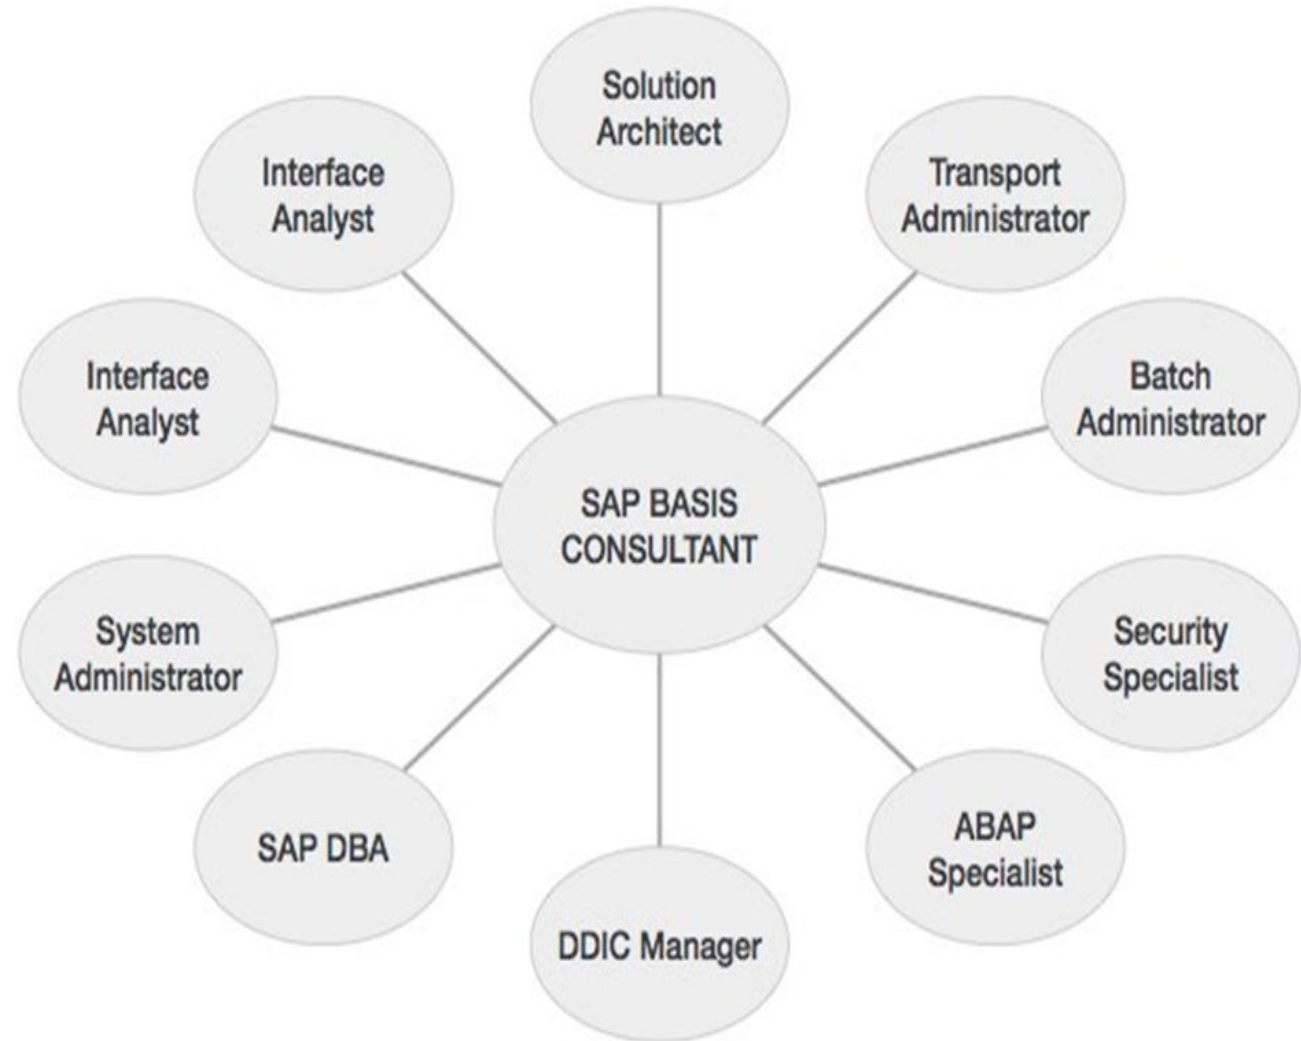 Solution
Architect
Interface
Analyst
Transport
Administrator
Interface
Analyst
Batch
Administrator
SAP BASIS
CONSULTANT
System
Administrator
Security
Specialist
SAP DBA
ABAP
Specialist
DDIC Manager